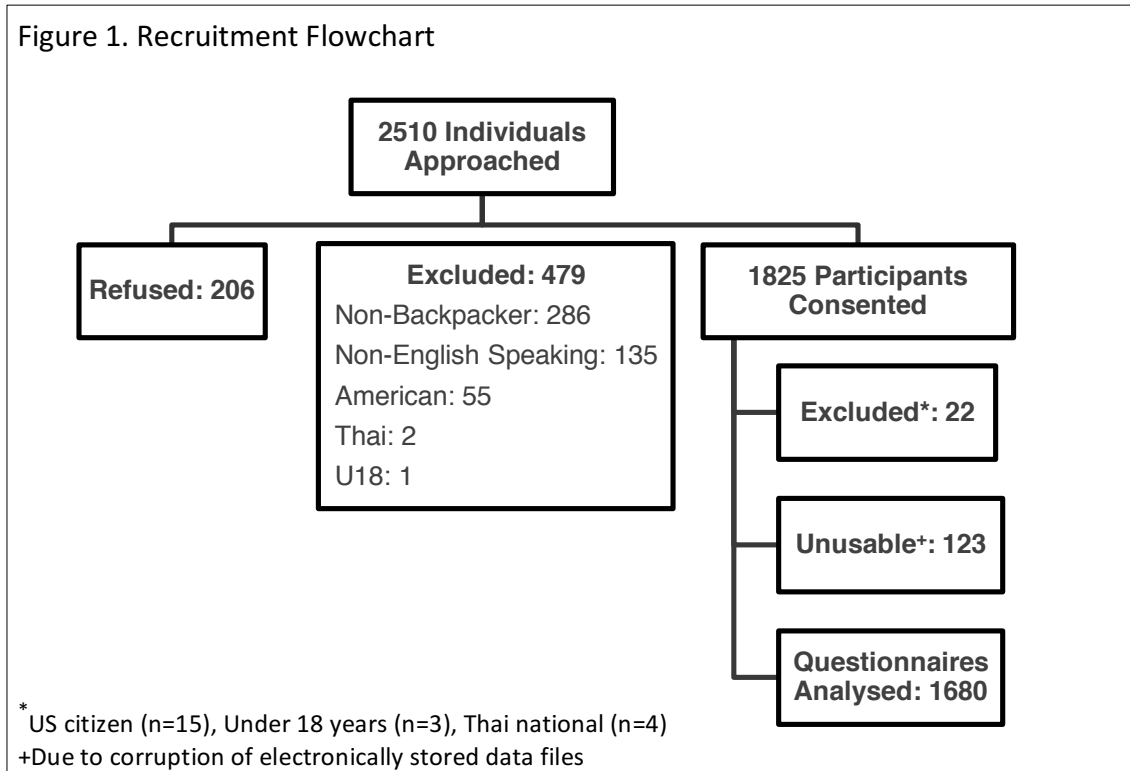 Figure 1. Recruitment Flowchart
2510 Individuals
Approached
Refused: 206
Excluded: 479
Non-Backpacker: 286
Non-English Speaking: 135
American: 55
Thai: 2
U18: 1
1825 Participants
Consented
Excluded*: 22
Unusable+: 123
Questionnaires
Analysed: 1680
*US citizen (n=15), Under 18 years (n=3), Thai national (n=4)
+Due to corruption of electronically stored data files